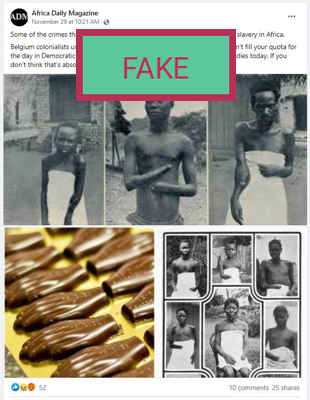 ADM Africa Daily Magazine
November 29 at 10:21 AM
Some of the crimes tha slavery in Africa.
Belgium colonialists us n't fill your quota for
the day in Democratic dies today. If you
don't think that's abso
FAKE
52 10 comments 25 shares